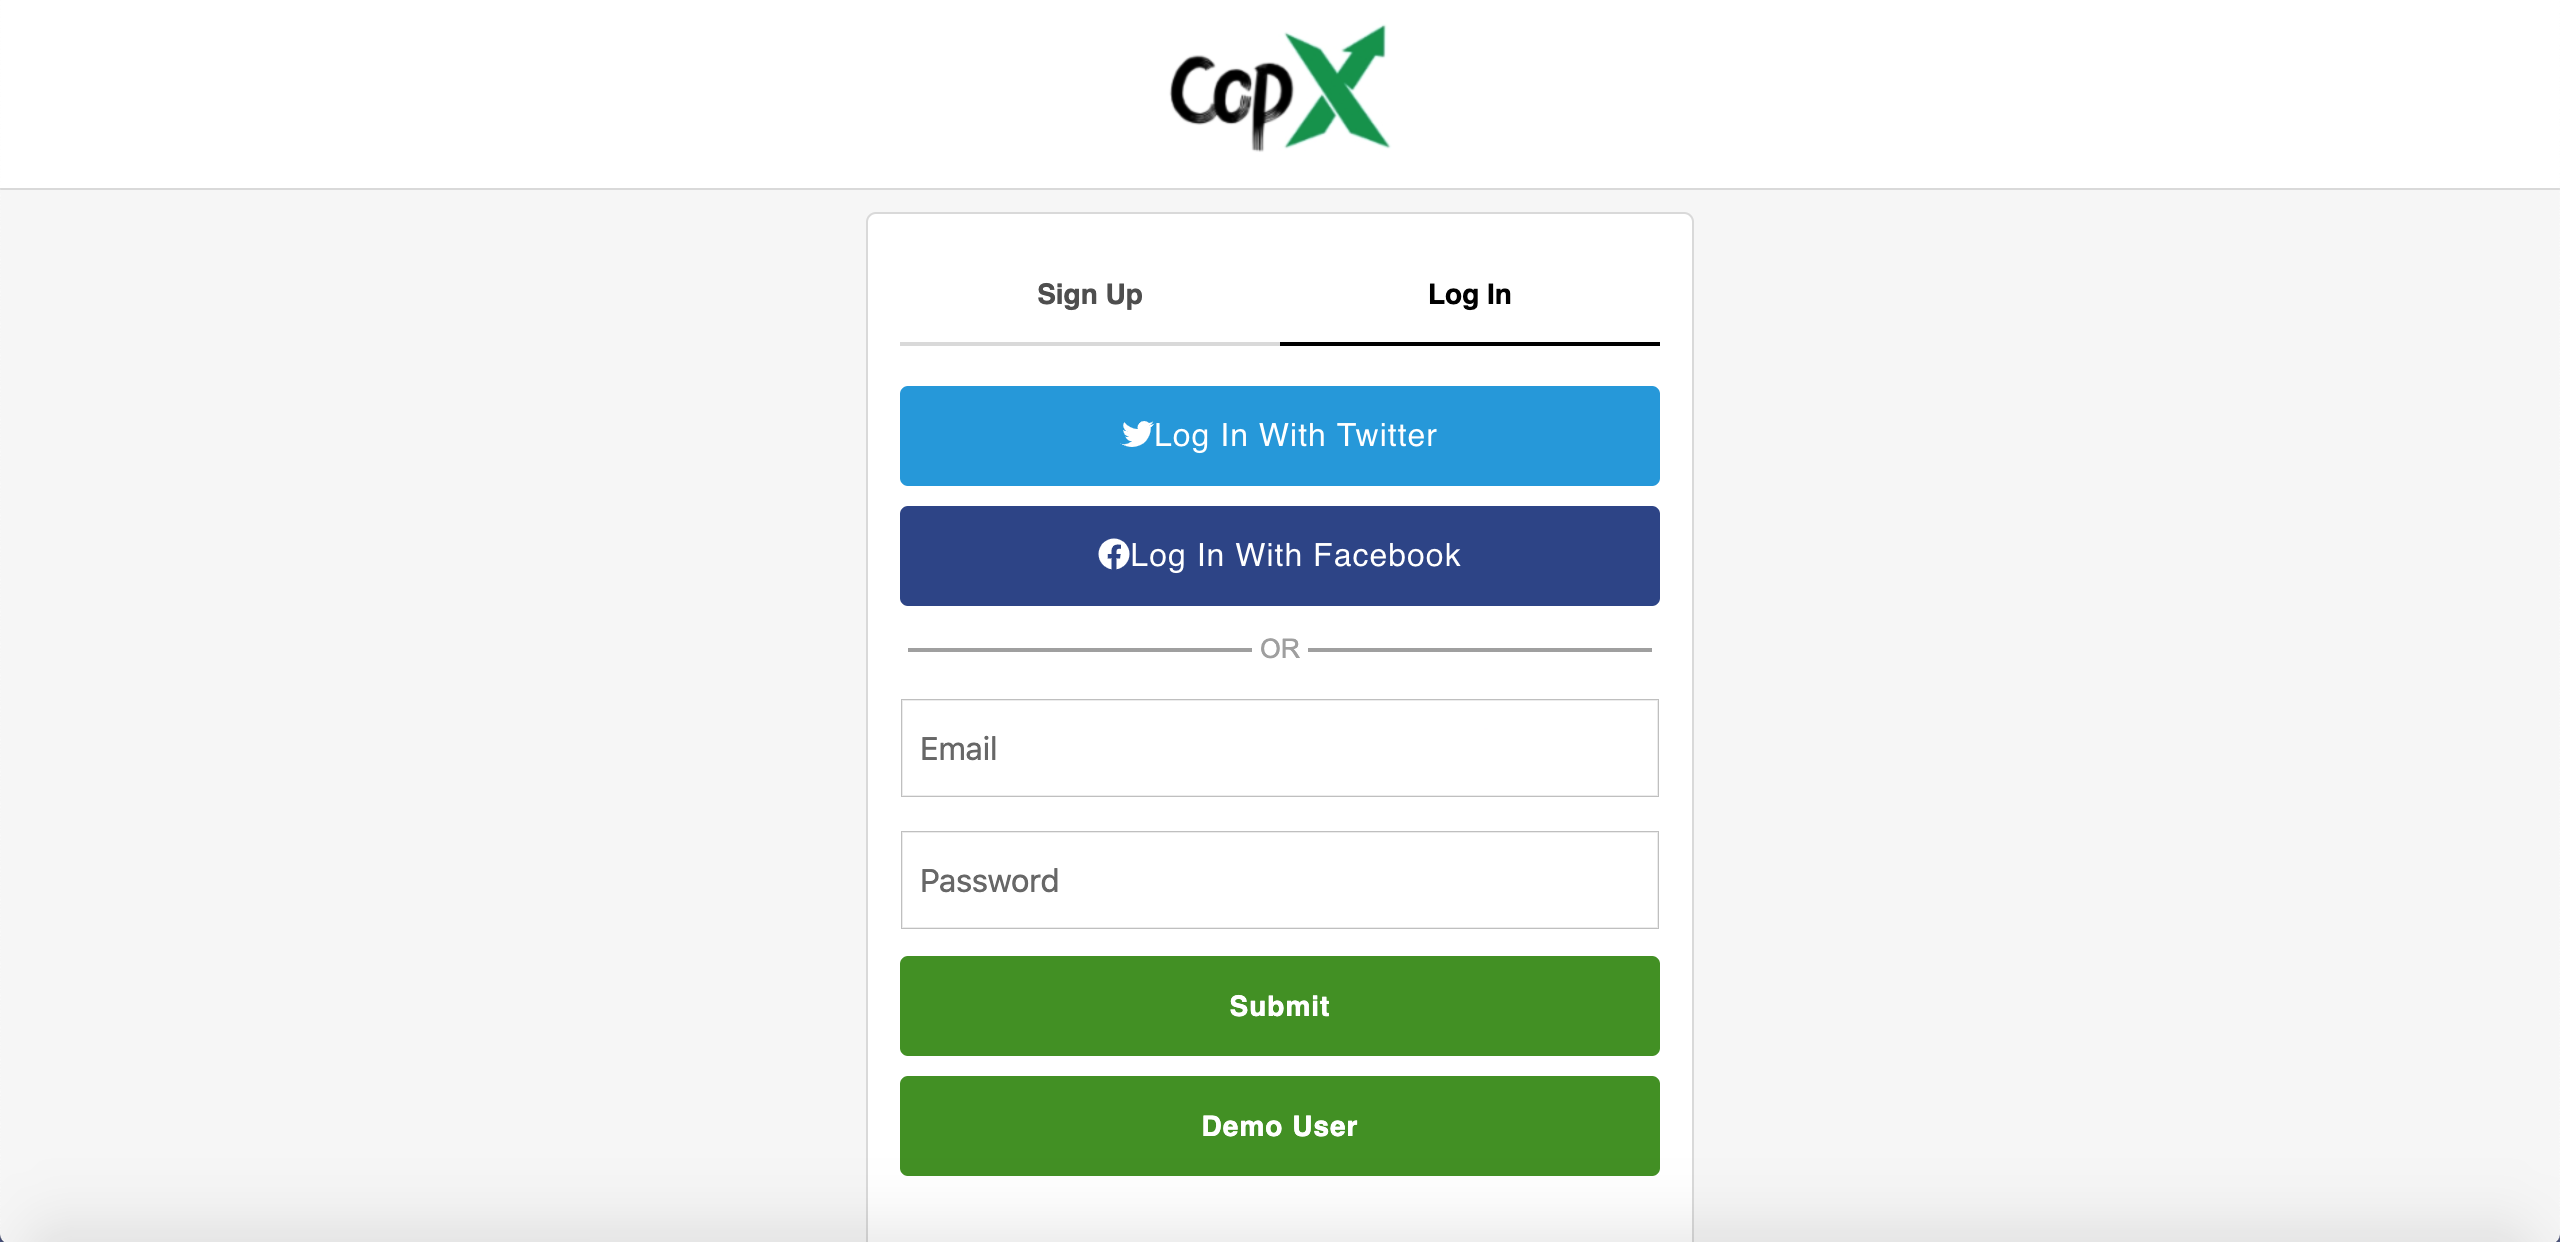 CopX
Sign Up
Log In
Log In With Twitter
Log In With Facebook
OR
Email
Password
Submit
Demo User